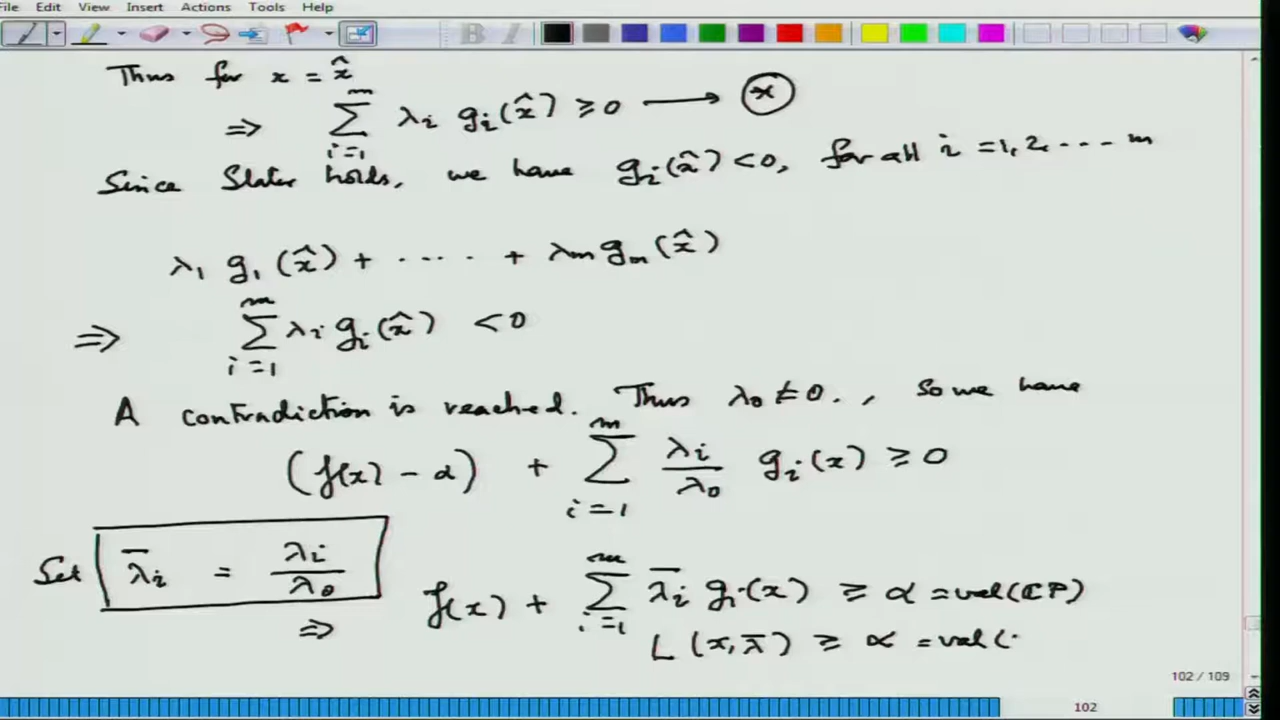 File Edit View Insert Actions Tools Help
Thus for x = x̂
⇒ ∑_{i=1}^{m} λ_i g_i(x̂) ≥ 0 ⟶ ⊛
Since Slater holds, we have g_i(x̂) < 0, for all i = 1, 2, .... m
λ_1 g_1(x̂) + ..... + λ_m g_m(x̂)
⇒ ∑_{i=1}^{m} λ_i g_i(x̂) < 0
A contradiction is reached. Thus λ_0 ≠ 0., So we have
(f(x) - α) + ∑_{i=1}^{m} λ_i/λ_0 g_i(x) ≥ 0
Set λ̄_i = λ_i/λ_0
⇒ f(x) + ∑_{i=1}^{m} λ̄_i g_i(x) ≥ α = val(CP)
L(x, λ̄) ≥ α = val(
102 / 109
102